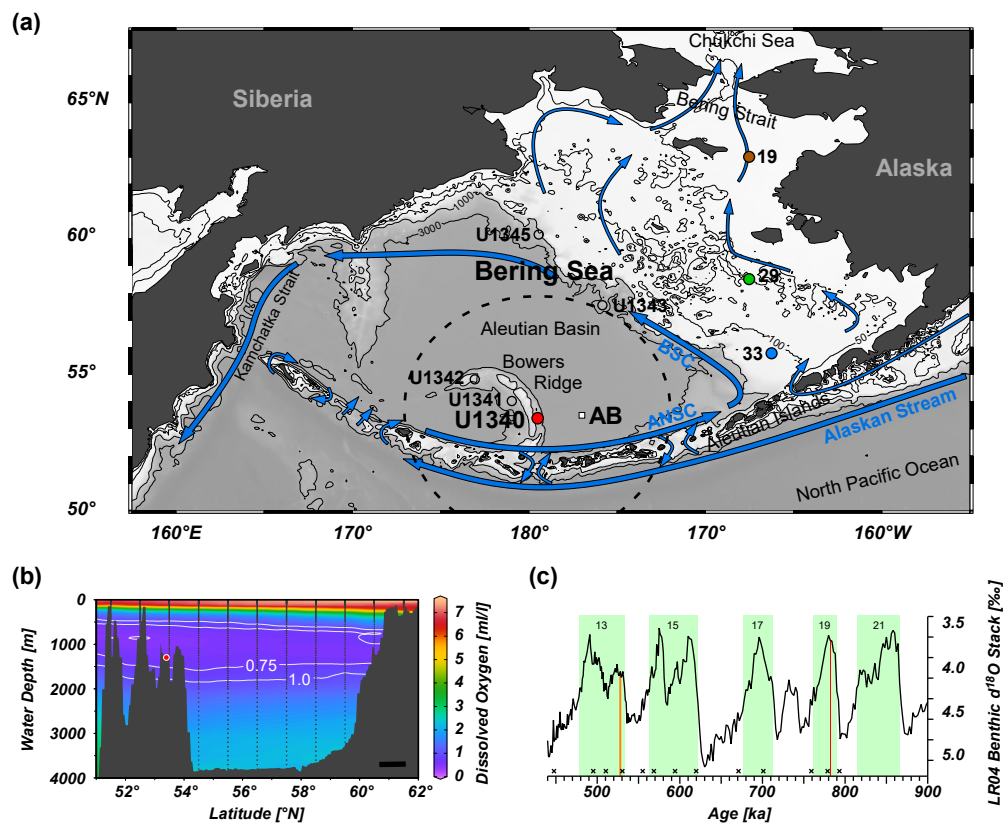 (a)
Chukchi Sea
65°N
Siberia
Bering Strait
19
Alaska
1000
3000
60°
U1345
Bering Sea
29
U1343
Kamchatka Strait
Aleutian Basin
50
100
33
BSC
Bowers
Ridge
55°
U1342
U1341
U1340
AB
ANSC
Aleutian Islands
Alaskan Stream
North Pacific Ocean
50°
160°E
170°
180°
170°
160°W
(b)
0
1000
2000
3000
4000
Water Depth [m]
0.75
1.0
52°
54°
56°
58°
60°
62°
Latitude [°N]
7
6
5
4
3
2
1
0
Dissolved Oxygen [ml/l]
(c)
13
15
17
19
21
3.5
4.0
4.5
5.0
LR04 Benthic d18O Stack [‰]
500
600
700
800
900
Age [ka]